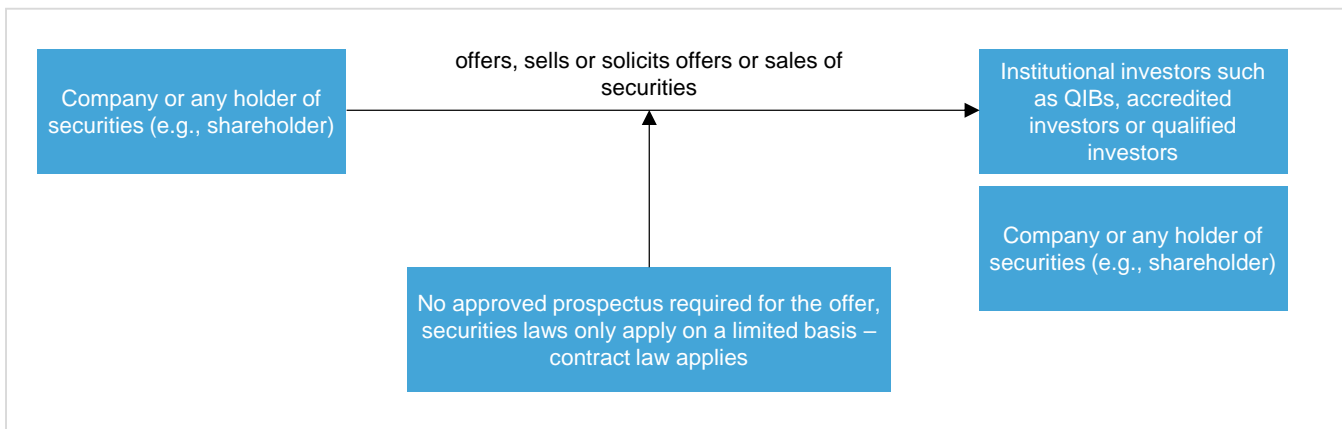 offers, sells or solicits offers or sales of
securities
Company or any holder of
securities (e.g., shareholder)
Institutional investors such
as QIBs, accredited
investors or qualified
investors
Company or any holder of
securities (e.g., shareholder)
No approved prospectus required for the offer,
securities laws only apply on a limited basis –
contract law applies